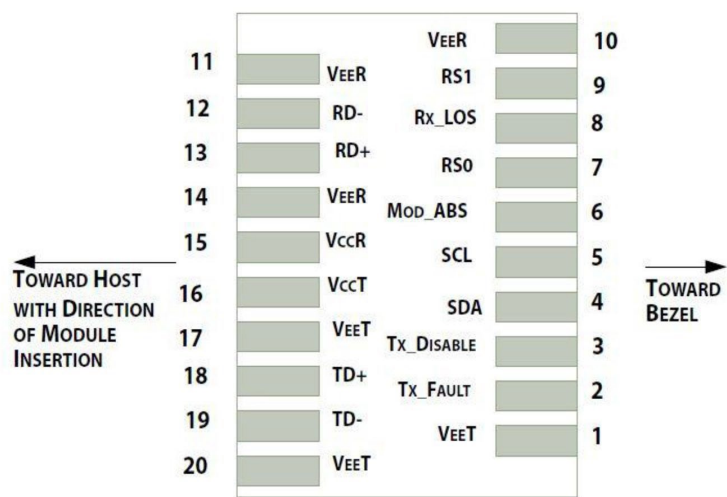 11 VEER
12 RD-
13 RD+
14 VEER
15 VccR
16 VccT
17 VEET
18 TD+
19 TD-
20 VEET
VEER 10
RS1 9
Rx_LOS 8
RS0 7
MOD_ABS 6
SCL 5
SDA 4
TX_DISABLE 3
TX_FAULT 2
VEET 1
TOWARD HOST
WITH DIRECTION
OF MODULE
INSERTION
TOWARD
BEZEL